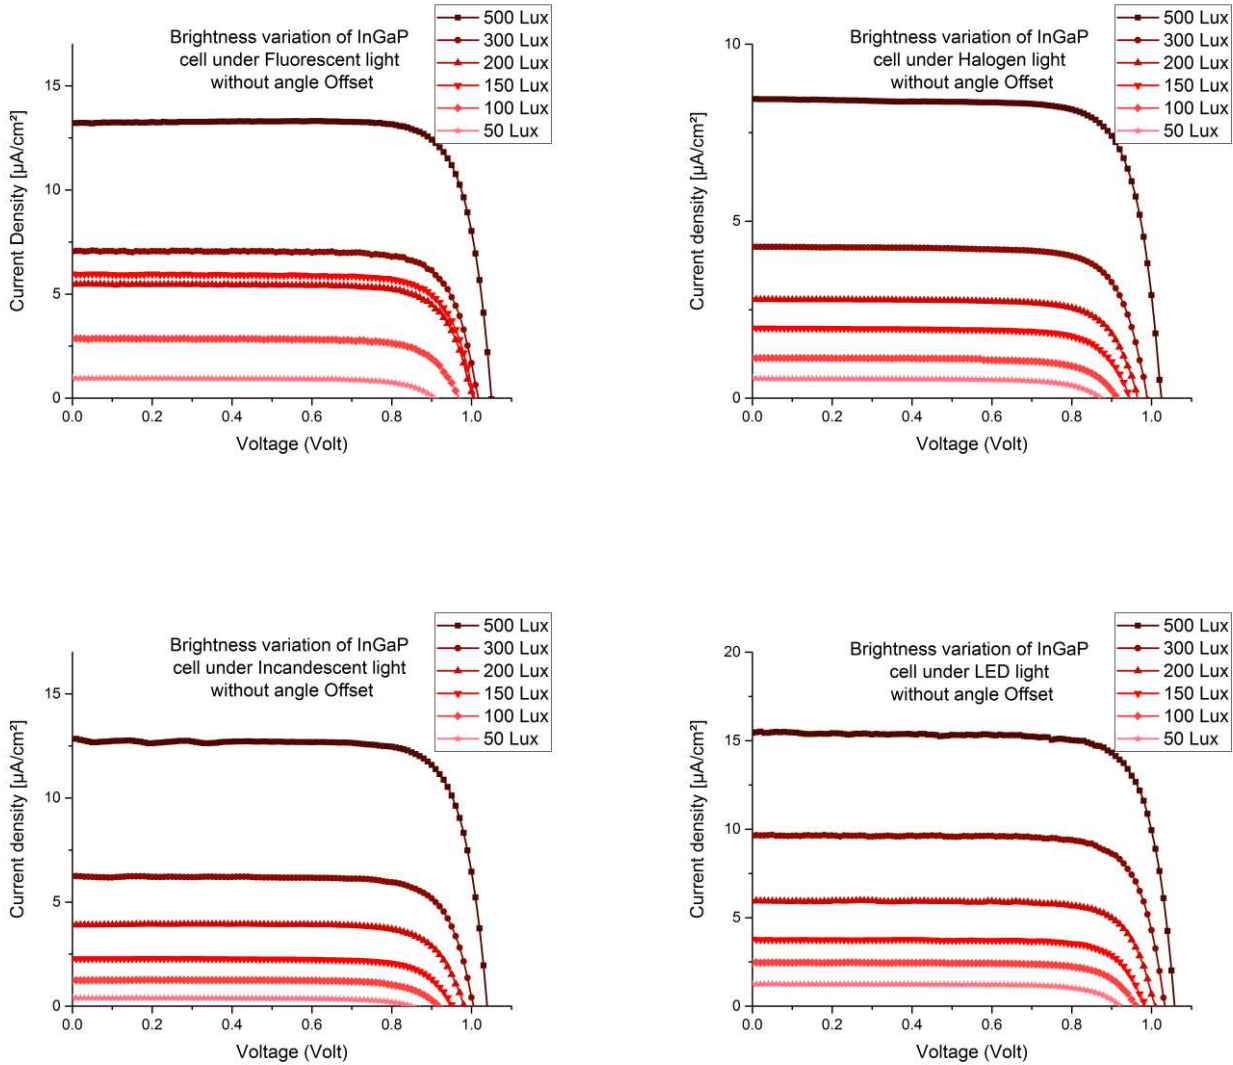 Brightness variation of InGaP
cell under Fluorescent light
without angle Offset
500 Lux
300 Lux
200 Lux
150 Lux
100 Lux
50 Lux
Current Density [µA/cm²]
15
10
5
0
0.0 0.2 0.4 0.6 0.8 1.0
Voltage (Volt)
Brightness variation of InGaP
cell under Halogen light
without angle Offset
500 Lux
300 Lux
200 Lux
150 Lux
100 Lux
50 Lux
Current density [µA/cm²]
10
5
0
0.0 0.2 0.4 0.6 0.8 1.0
Voltage (Volt)
Brightness variation of InGaP
cell under Incandescent light
without angle Offset
500 Lux
300 Lux
200 Lux
150 Lux
100 Lux
50 Lux
Current density [µA/cm²]
15
10
5
0
0.0 0.2 0.4 0.6 0.8 1.0
Voltage (Volt)
Brightness variation of InGaP
cell under LED light
without angle Offset
500 Lux
300 Lux
200 Lux
150 Lux
100 Lux
50 Lux
Current density [µA/cm²]
20
15
10
5
0
0.0 0.2 0.4 0.6 0.8 1.0
Voltage (Volt)